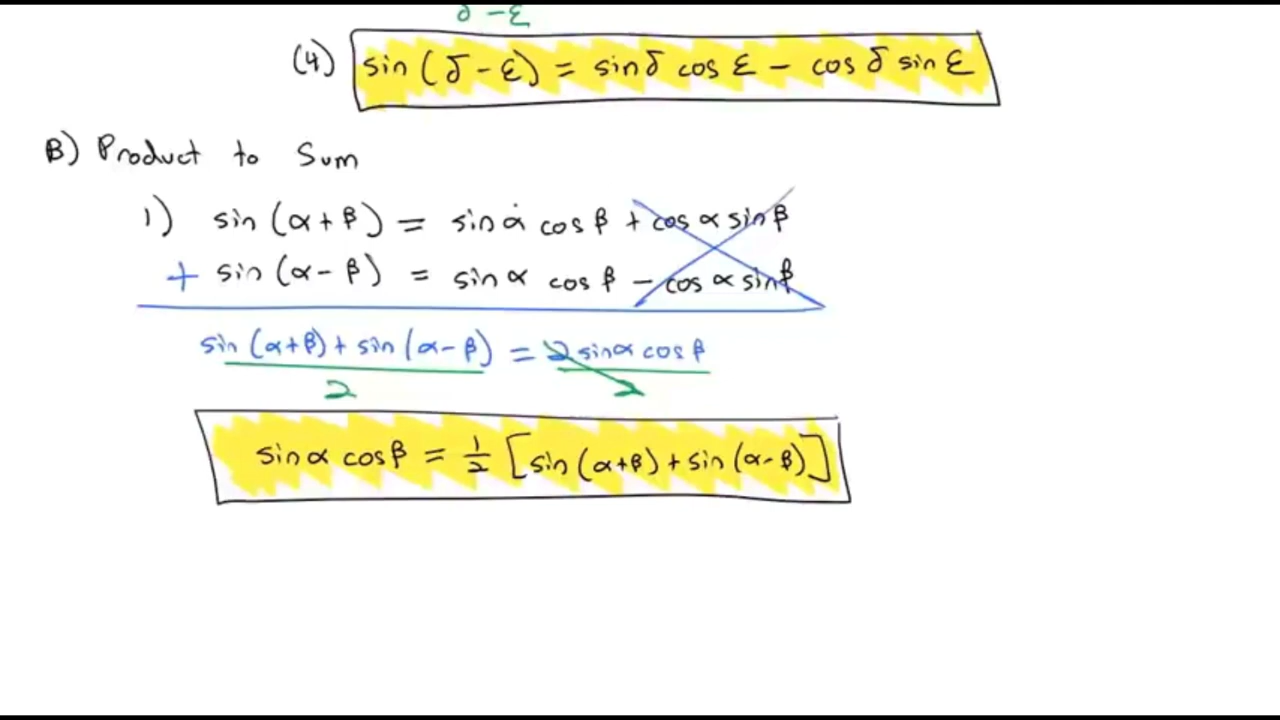 δ - ε
(4) sin (δ - ε) = sin δ cos ε - cos δ sin ε
B) Product to Sum
1) sin (α + β) = sin α cos β + cos α sin β
+ sin (α - β) = sin α cos β - cos α sin β
sin (α+β) + sin (α - β) = 2 sin α cos β
2 2
sin α cos β = 1/2 [sin (α+β) + sin (α - β)]